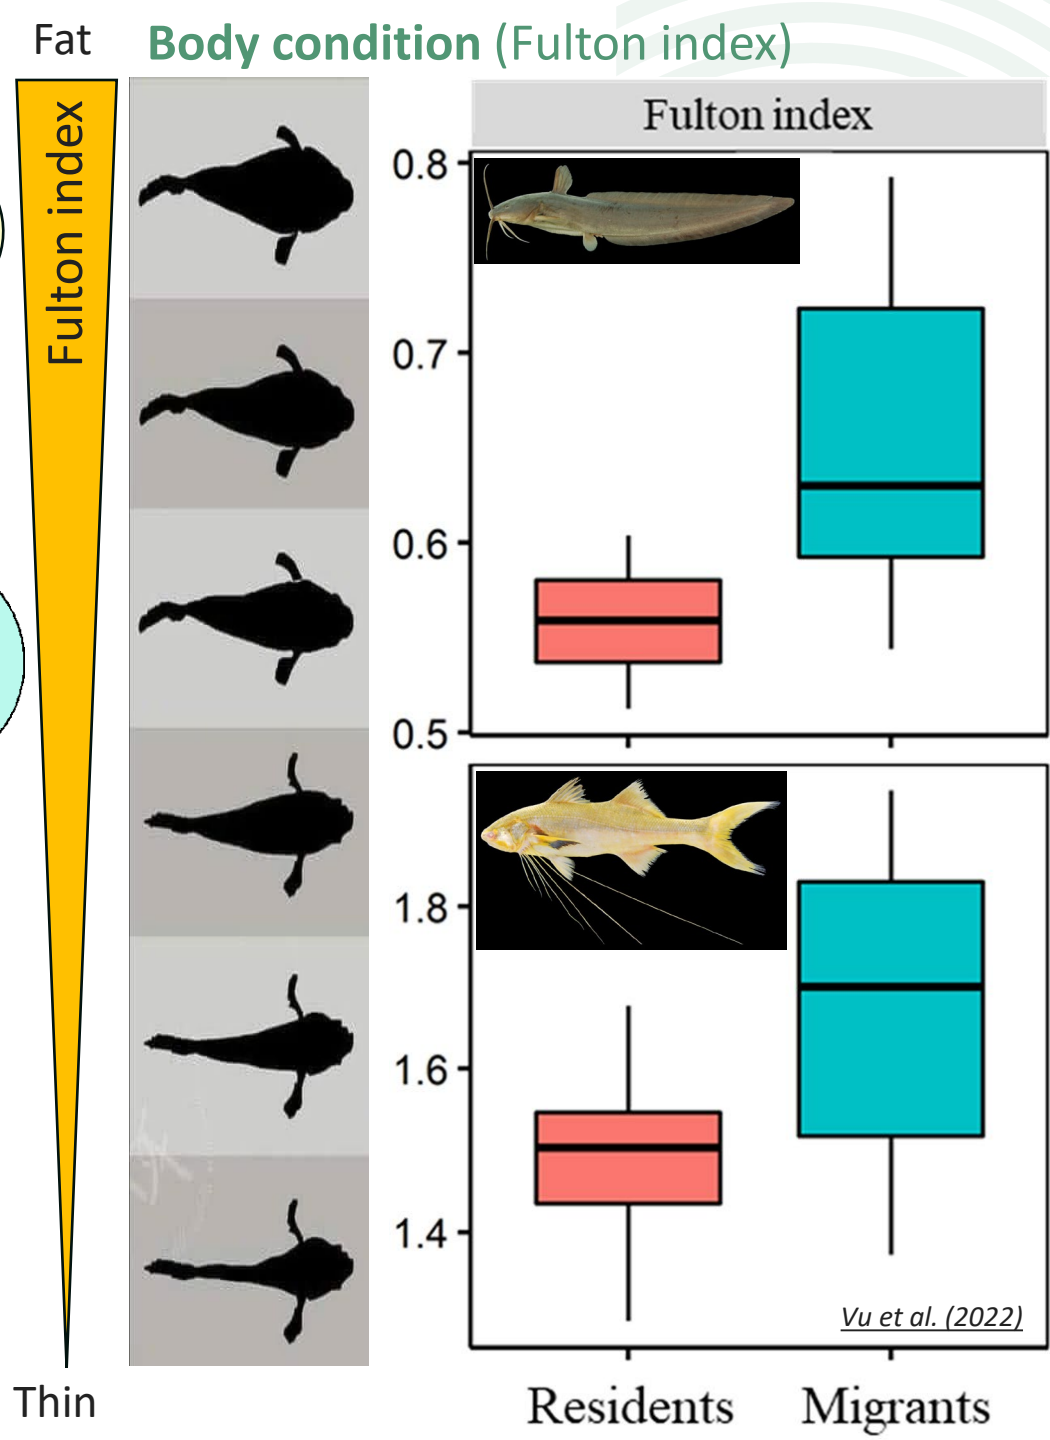 Fat
Body condition (Fulton index)
Fulton index
Fulton index
0.8
0.7
0.6
0.5
1.8
1.6
1.4
Vu et al. (2022)
Residents
Migrants
Thin